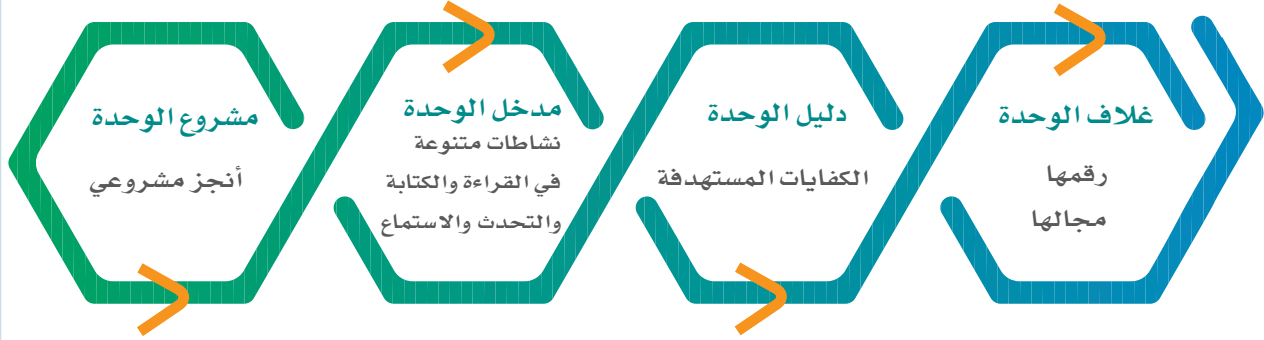 غلاف الوحدة
رقمها
مجالها
دليل الوحدة
الكفايات المستهدفة
مدخل الوحدة
نشاطات متنوعة
في القراءة والكتابة
والتحدث والاستماع
مشروع الوحدة
أنجز مشروعي